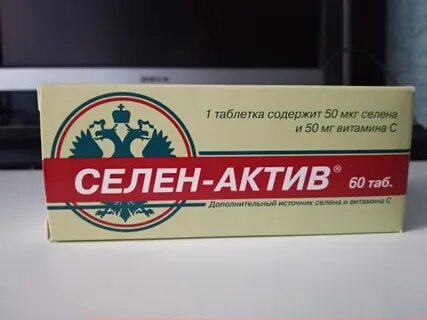 1 таблетка содержит 50 мкг селена
и 50 мг витамина С
СЕЛЕН-АКТИВ® 60 таб.
Дополнительный источник селена и витамина С